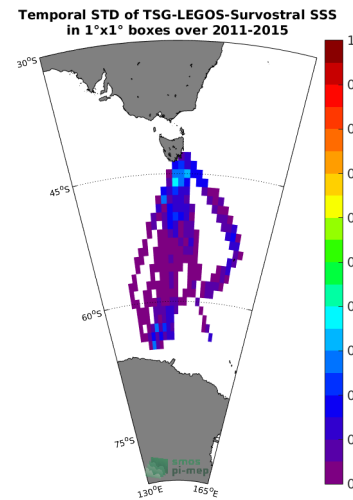 Temporal STD of TSG-LEGOS-Survostral SSS
in 1°x1° boxes over 2011-2015
30°S
45°S
60°S
75°S
130°E
165°E
smos
pi-mep